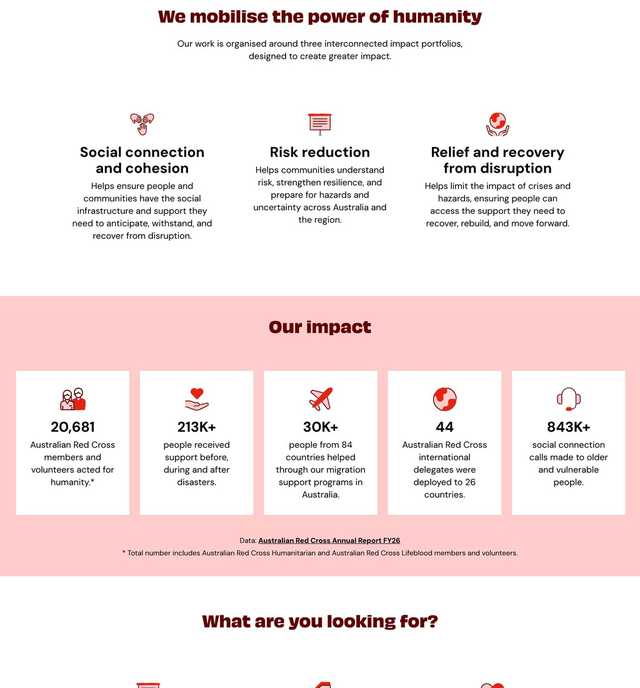 We mobilise the power of humanity
Our work is organised around three interconnected impact portfolios,
designed to create greater impact.
Social connection
and cohesion
Helps ensure people and
communities have the social
infrastructure and support they
need to anticipate, withstand, and
recover from disruption.
Risk reduction
Helps communities understand
risk, strengthen resilience, and
prepare for hazards and
uncertainty across Australia and
the region.
Relief and recovery
from disruption
Helps limit the impact of crises and
hazards, ensuring people can
access the support they need to
recover, rebuild, and move forward.
Our impact
20,681
Australian Red Cross
members and
volunteers acted for
humanity.*
213K+
people received
support before,
during and after
disasters.
30K+
people from 84
countries helped
through our migration
support programs in
Australia.
44
Australian Red Cross
international
delegates were
deployed to 26
countries.
843K+
social connection
calls made to older
and vulnerable
people.
Data: Australian Red Cross Annual Report FY26
* Total number includes Australian Red Cross Humanitarian and Australian Red Cross Lifeblood members and volunteers.
What are you looking for?